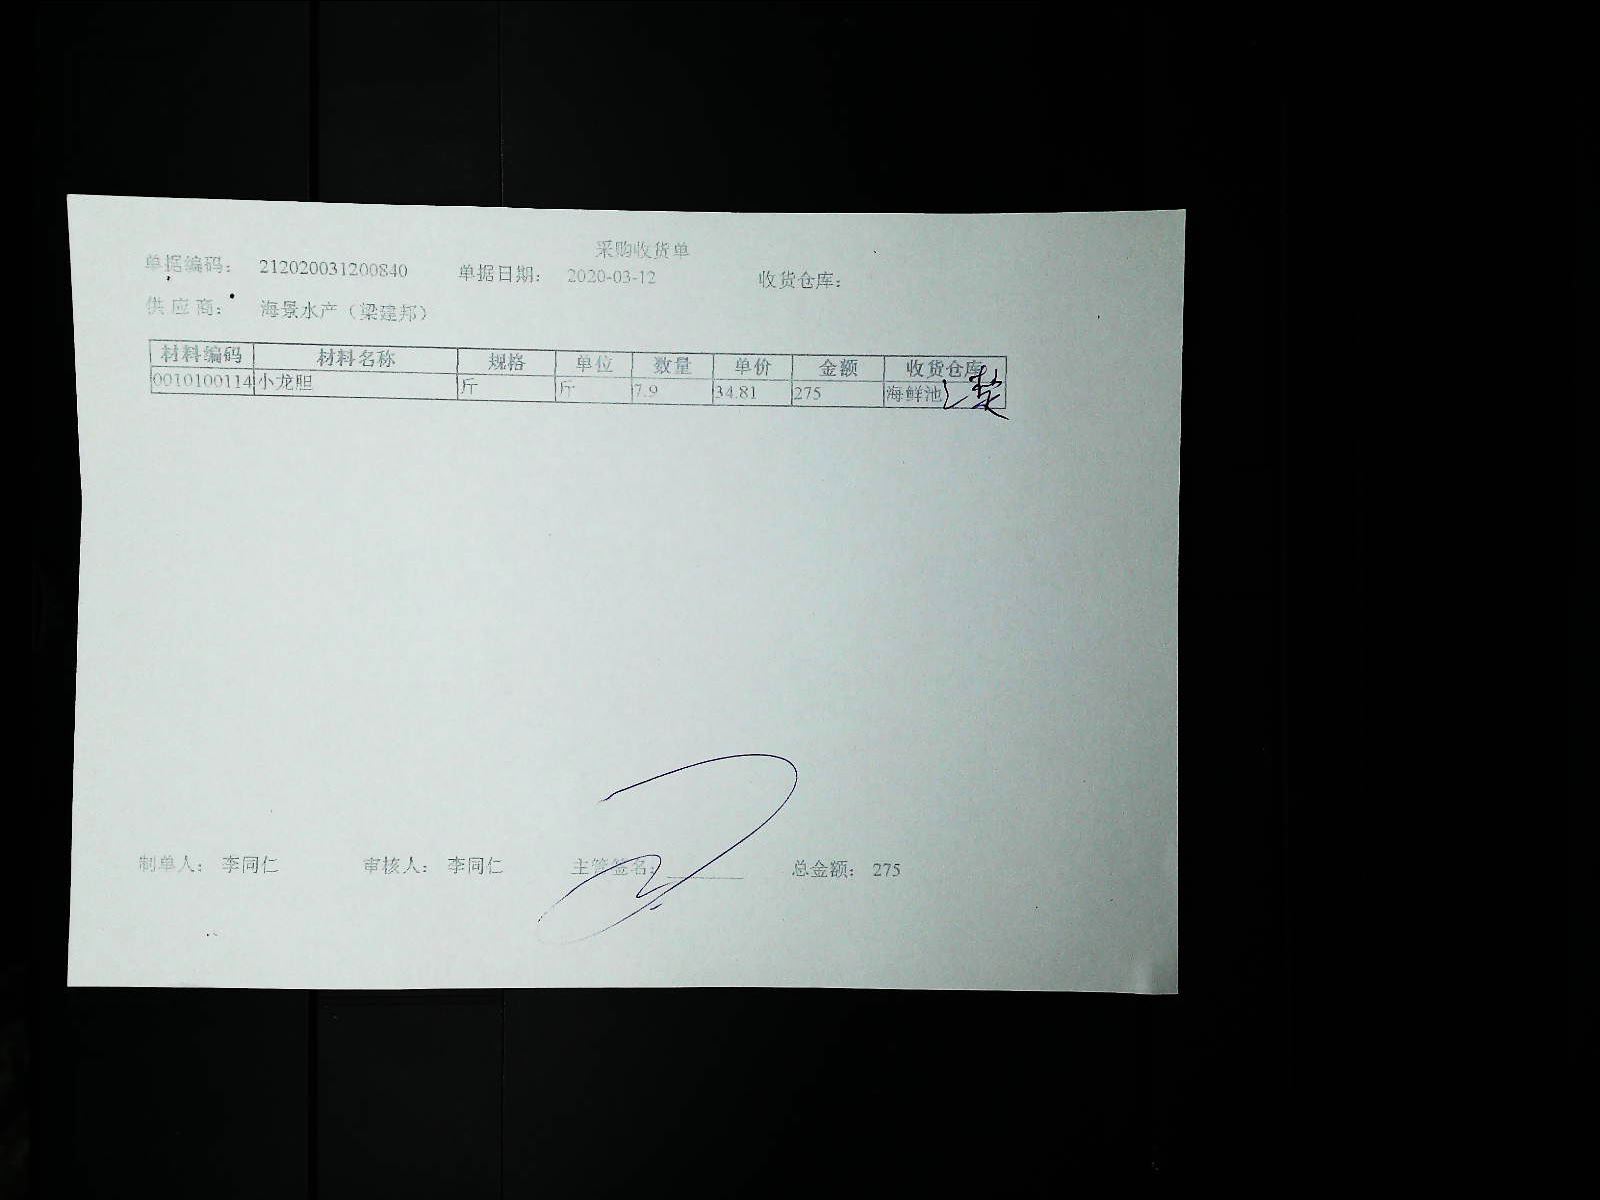 采购收货单
单据编码： 212020031200840 单据日期： 2020-03-12 收货仓库：
供 应 商： 海景水产（梁建邦）
材料编码 材料名称 规格 单位 数量 单价 金额 收货仓库
0010100114 小龙胆 斤 斤 7.9 34.81 275 海鲜池
制单人： 李同仁 审核人： 李同仁 主管签名：________ 总金额： 275